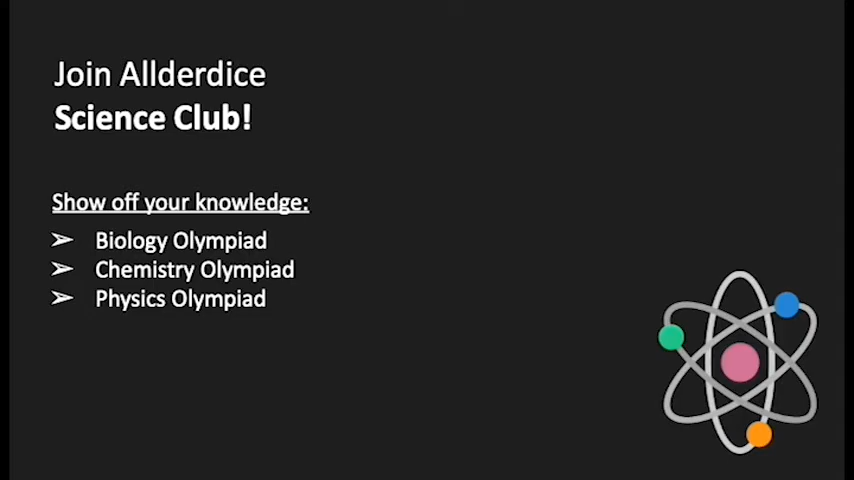 Join Allderdice
Science Club!
Show off your knowledge:
➢ Biology Olympiad
➢ Chemistry Olympiad
➢ Physics Olympiad